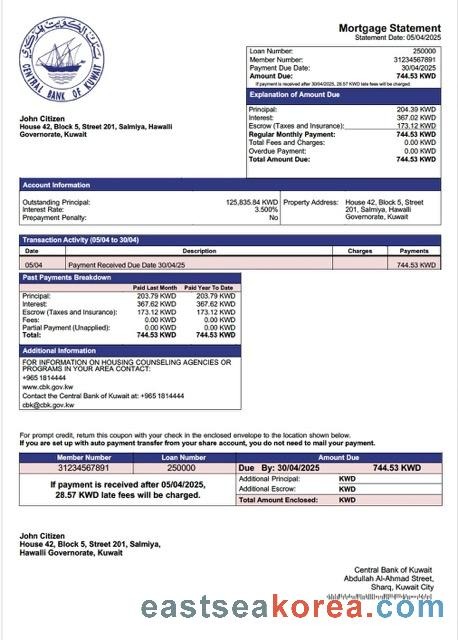 بنك الكويت المركزي
CENTRAL BANK OF KUWAIT
Mortgage Statement
Statement Date: 05/04/2025
Loan Number: 250000
Member Number: 31234567891
Payment Due Date: 30/04/2025
Amount Due: 744.53 KWD
*If payment is received after 30/04/2025, 28.57 KWD late fees will be charged.
John Citizen
House 42, Block 5, Street 201, Salmiya, Hawalli
Governorate, Kuwait
Explanation of Amount Due
Principal: 204.39 KWD
Interest: 367.02 KWD
Escrow (Taxes and Insurance): 173.12 KWD
Regular Monthly Payment: 744.53 KWD
Total Fees and Charges: 0.00 KWD
Overdue Payment: 0.00 KWD
Total Amount Due: 744.53 KWD
Account Information
Outstanding Principal: 125,835.84 KWD
Interest Rate: 3.500%
Prepayment Penalty: No
Property Address: House 42, Block 5, Street
201, Salmiya, Hawalli
Governorate, Kuwait
Transaction Activity (05/04 to 30/04)
Date Description Charges Payments
05/04 Payment Received Due Date 30/04/25 744.53 KWD
Past Payments Breakdown
Paid Last Month Paid Year To Date
Principal: 203.79 KWD 203.79 KWD
Interest: 367.62 KWD 367.62 KWD
Escrow (Taxes and Insurance): 173.12 KWD 173.12 KWD
Fees: 0.00 KWD 0.00 KWD
Partial Payment (Unapplied): 0.00 KWD 0.00 KWD
Total: 744.53 KWD 744.53 KWD
Additional Information
FOR INFORMATION ON HOUSING COUNSELING AGENCIES OR
PROGRAMS IN YOUR AREA CONTACT:
+965 1814444
www.cbk.gov.kw
Contact the Central Bank of Kuwait at: +965 1814444
cbk@cbk.gov.kw
For prompt credit, return this coupon with your check in the enclosed envelope to the location shown below.
If you are set up with auto payment transfer from your share account, you do not need to mail your payment.
Member Number Loan Number Amount Due
31234567891 250000 Due By: 30/04/2025 744.53 KWD
If payment is received after 05/04/2025,
28.57 KWD late fees will be charged.
Additional Principal: KWD
Additional Escrow: KWD
Total Amount Enclosed: KWD
John Citizen
House 42, Block 5, Street 201, Salmiya,
Hawalli Governorate, Kuwait
Central Bank of Kuwait
Abdullah Al-Ahmad Street,
Sharq, Kuwait City
eastseakorea.com